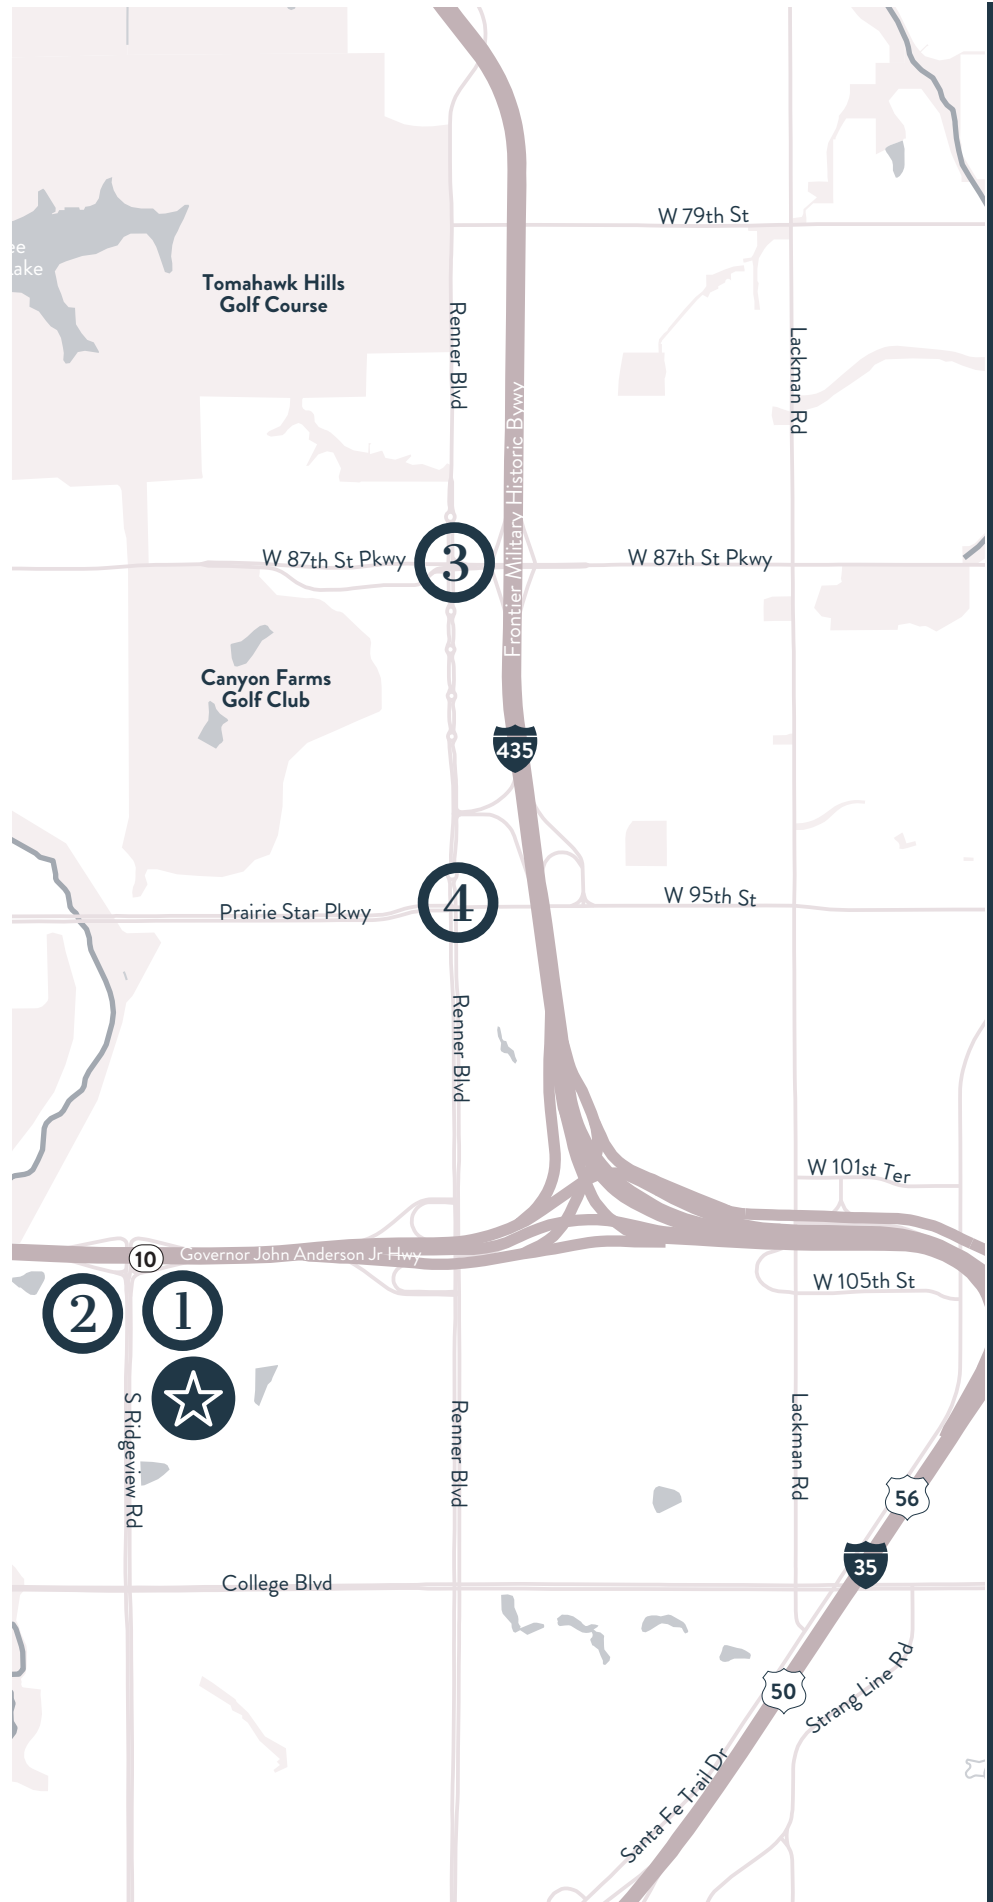 W 79th St
ee
ake
Tomahawk Hills
Golf Course
Renner Blvd
Lackman Rd
Frontier Military Historic Bywy
W 87th St Pkwy
3
W 87th St Pkwy
Canyon Farms
Golf Club
435
4
W 95th St
Prairie Star Pkwy
Renner Blvd
W 101st Ter
10
Governor John Anderson Jr Hwy
W 105th St
2
1
S Ridgeview Rd
Renner Blvd
Lackman Rd
56
35
College Blvd
50
Strang Line Rd
Santa Fe Trail Dr